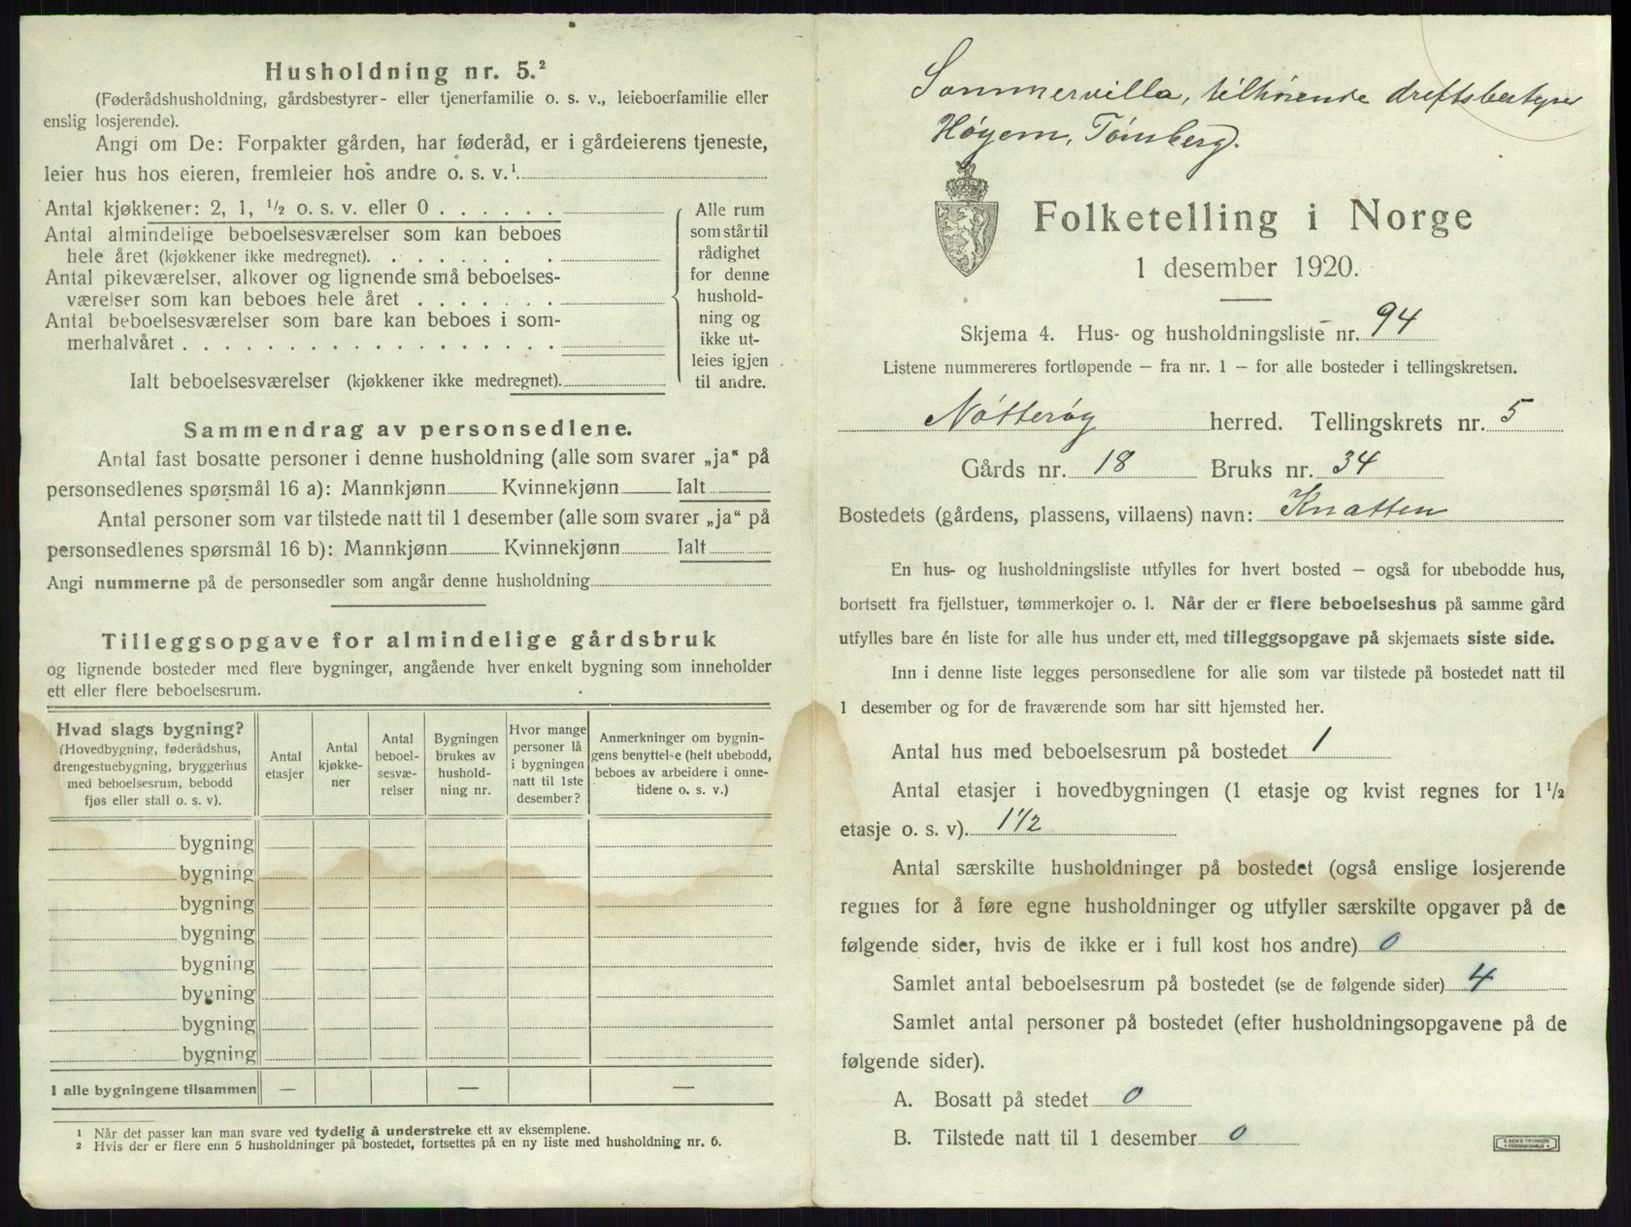 Husholdning nr. 5.²
(Føderådshusholdning, gårdsbestyrer- eller tjenerfamilie o. s. v., leieboerfamilie eller
enslig losjerende).
Angi om De: Forpakter gården, har føderåd, er i gårdeierens tjeneste,
leier hus hos eieren, fremleier hos andre o. s. v.¹
Antal kjøkkener: 2, 1, ½ o. s. v. eller 0
Antal almindelige beboelsesværelser som kan beboes
hele året (kjøkkener ikke medregnet).
Antal pikeværelser, alkover og lignende små beboelses-
værelser som kan beboes hele året
Antal beboelsesværelser som bare kan beboes i som-
merhalvåret
Ialt beboelsesværelser (kjøkkener ikke medregnet).
Alle rum
som står til
rådighet
for denne
hushold-
ning og
ikke ut-
leies igjen
til andre.
Sammendrag av personsedlene.
Antal fast bosatte personer i denne husholdning (alle som svarer „ja“ på
personsedlenes spørsmål 16 a): Mannkjønn Kvinnekjønn Ialt
Antal personer som var tilstede natt til 1 desember (alle som svarer „ja“ på
personsedlenes spørsmål 16 b): Mannkjønn Kvinnekjønn Ialt
Angi nummerne på de personsedler som angår denne husholdning
Tilleggsopgave for almindelige gårdsbruk
og lignende bosteder med flere bygninger, angående hver enkelt bygning som inneholder
ett eller flere beboelsesrum.
Hvad slags bygning?
(Hovedbygning, føderådshus,
drengestuebygning, bryggerhus
med beboelsesrum, bebodd
fjøs eller stall o. s. v).
Antal
etasjer
Antal
kjøkke-
ner
Antal
beboel-
sesvæ-
relser
Bygningen
brukes av
hushold-
ning nr.
Hvor mange
personer lå
i bygningen
natt til 1ste
desember?
Anmerkninger om bygnin-
gens benyttelse (helt ubebodd,
beboes av arbeidere i onne-
tidene o. s. v.)
bygning
bygning
bygning
bygning
bygning
bygning
bygning
bygning
I alle bygningene tilsammen — — —
¹ Når det passer kan man svare ved tydelig å understreke ett av eksemplene.
² Hvis der er flere enn 5 husholdninger på bostedet, fortsettes på en ny liste med husholdning nr. 6.
Sommervilla, tilhørende driftsbestyrer
Høyem, Tønsberg.
Folketelling i Norge
1 desember 1920.
Skjema 4. Hus- og husholdningsliste nr. 94
Listene nummereres fortløpende — fra nr. 1 — for alle bosteder i tellingskretsen.
Nøtterøy herred. Tellingskrets nr. 5
Gårds nr. 18 Bruks nr. 34
Bostedets (gårdens, plassens, villaens) navn: Knatten
En hus- og husholdningsliste utfylles for hvert bosted — også for ubebodde hus,
bortsett fra fjellstuer, tømmerkojer o. l. Når der er flere beboelseshus på samme gård
utfylles bare én liste for alle hus under ett, med tilleggsopgave på skjemaets siste side.
Inn i denne liste legges personsedlene for alle som var tilstede på bostedet natt til
1 desember og for de fraværende som har sitt hjemsted her.
Antal hus med beboelsesrum på bostedet 1
Antal etasjer i hovedbygningen (1 etasje og kvist regnes for 1½
etasje o. s. v). 1½
Antal særskilte husholdninger på bostedet (også enslige losjerende
regnes for å føre egne husholdninger og utfyller særskilte opgaver på de
følgende sider, hvis de ikke er i full kost hos andre) 0
Samlet antal beboelsesrum på bostedet (se de følgende sider) 4
Samlet antal personer på bostedet (efter husholdningsopgavene på de
følgende sider).
A. Bosatt på stedet 0
B. Tilstede natt til 1 desember 0